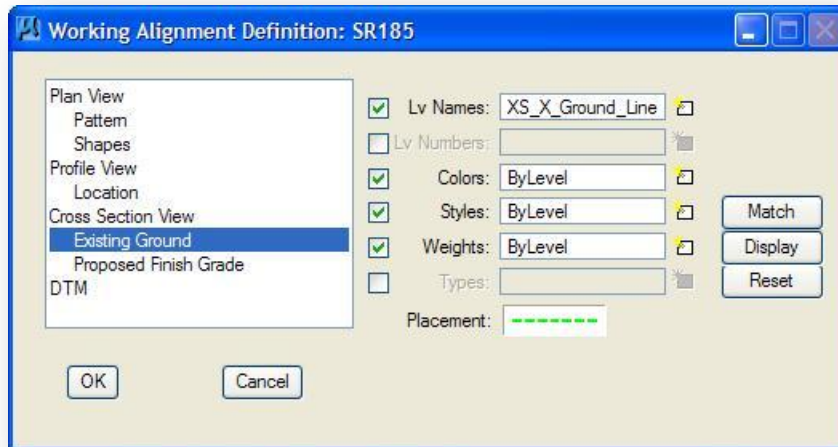 Working Alignment Definition: SR185
Plan View
Pattern
Shapes
Profile View
Location
Cross Section View
Existing Ground
Proposed Finish Grade
DTM
Lv Names: XS_X_Ground_Line
Lv Numbers:
Colors: ByLevel
Styles: ByLevel
Weights: ByLevel
Types:
Placement:
Match
Display
Reset
OK Cancel